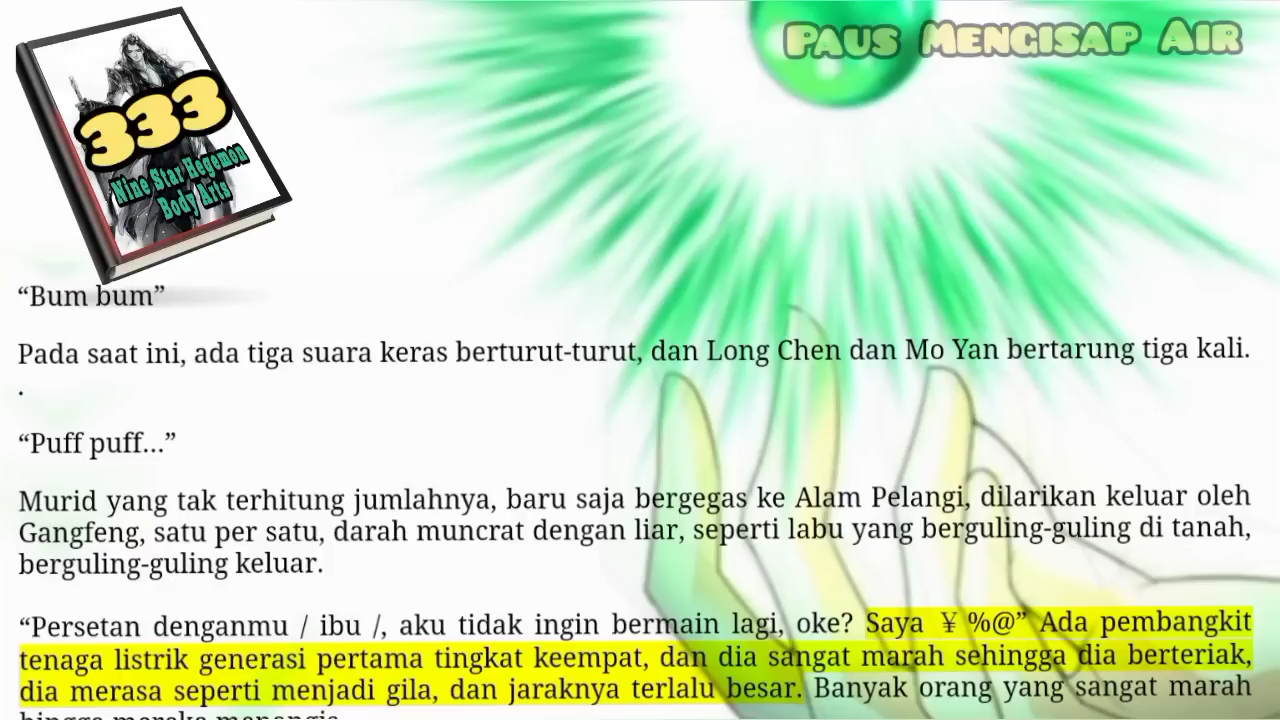 Paus Mengisap Air
333
Nine Star Hegemon
Body Arts
“Bum bum”
Pada saat ini, ada tiga suara keras berturut-turut, dan Long Chen dan Mo Yan bertarung tiga kali.
.
“Puff puff...”
Murid yang tak terhitung jumlahnya, baru saja bergegas ke Alam Pelangi, dilarikan keluar oleh
Gangfeng, satu per satu, darah muncrat dengan liar, seperti labu yang berguling-guling di tanah,
berguling-guling keluar.
“Persetan denganmu / ibu /, aku tidak ingin bermain lagi, oke? Saya ￥%@” Ada pembangkit
tenaga listrik generasi pertama tingkat keempat, dan dia sangat marah sehingga dia berteriak,
dia merasa seperti menjadi gila, dan jaraknya terlalu besar. Banyak orang yang sangat marah